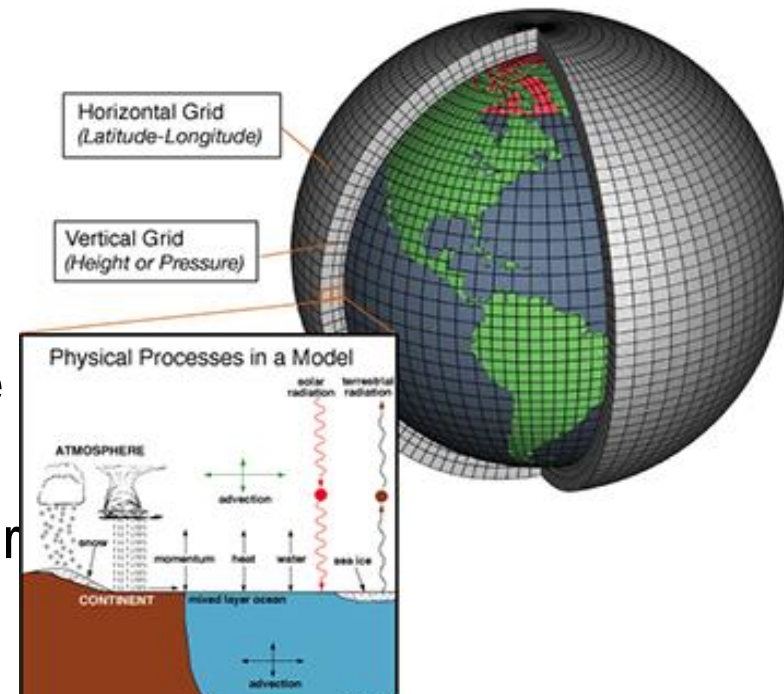 Horizontal Grid
(Latitude-Longitude)
Vertical Grid
(Height or Pressure)
Physical Processes in a Model
solar
radiation
terrestrial
radiation
ATMOSPHERE
advection
snow
momentum
heat
water
sea ice
CONTINENT
mixed layer ocean
advection